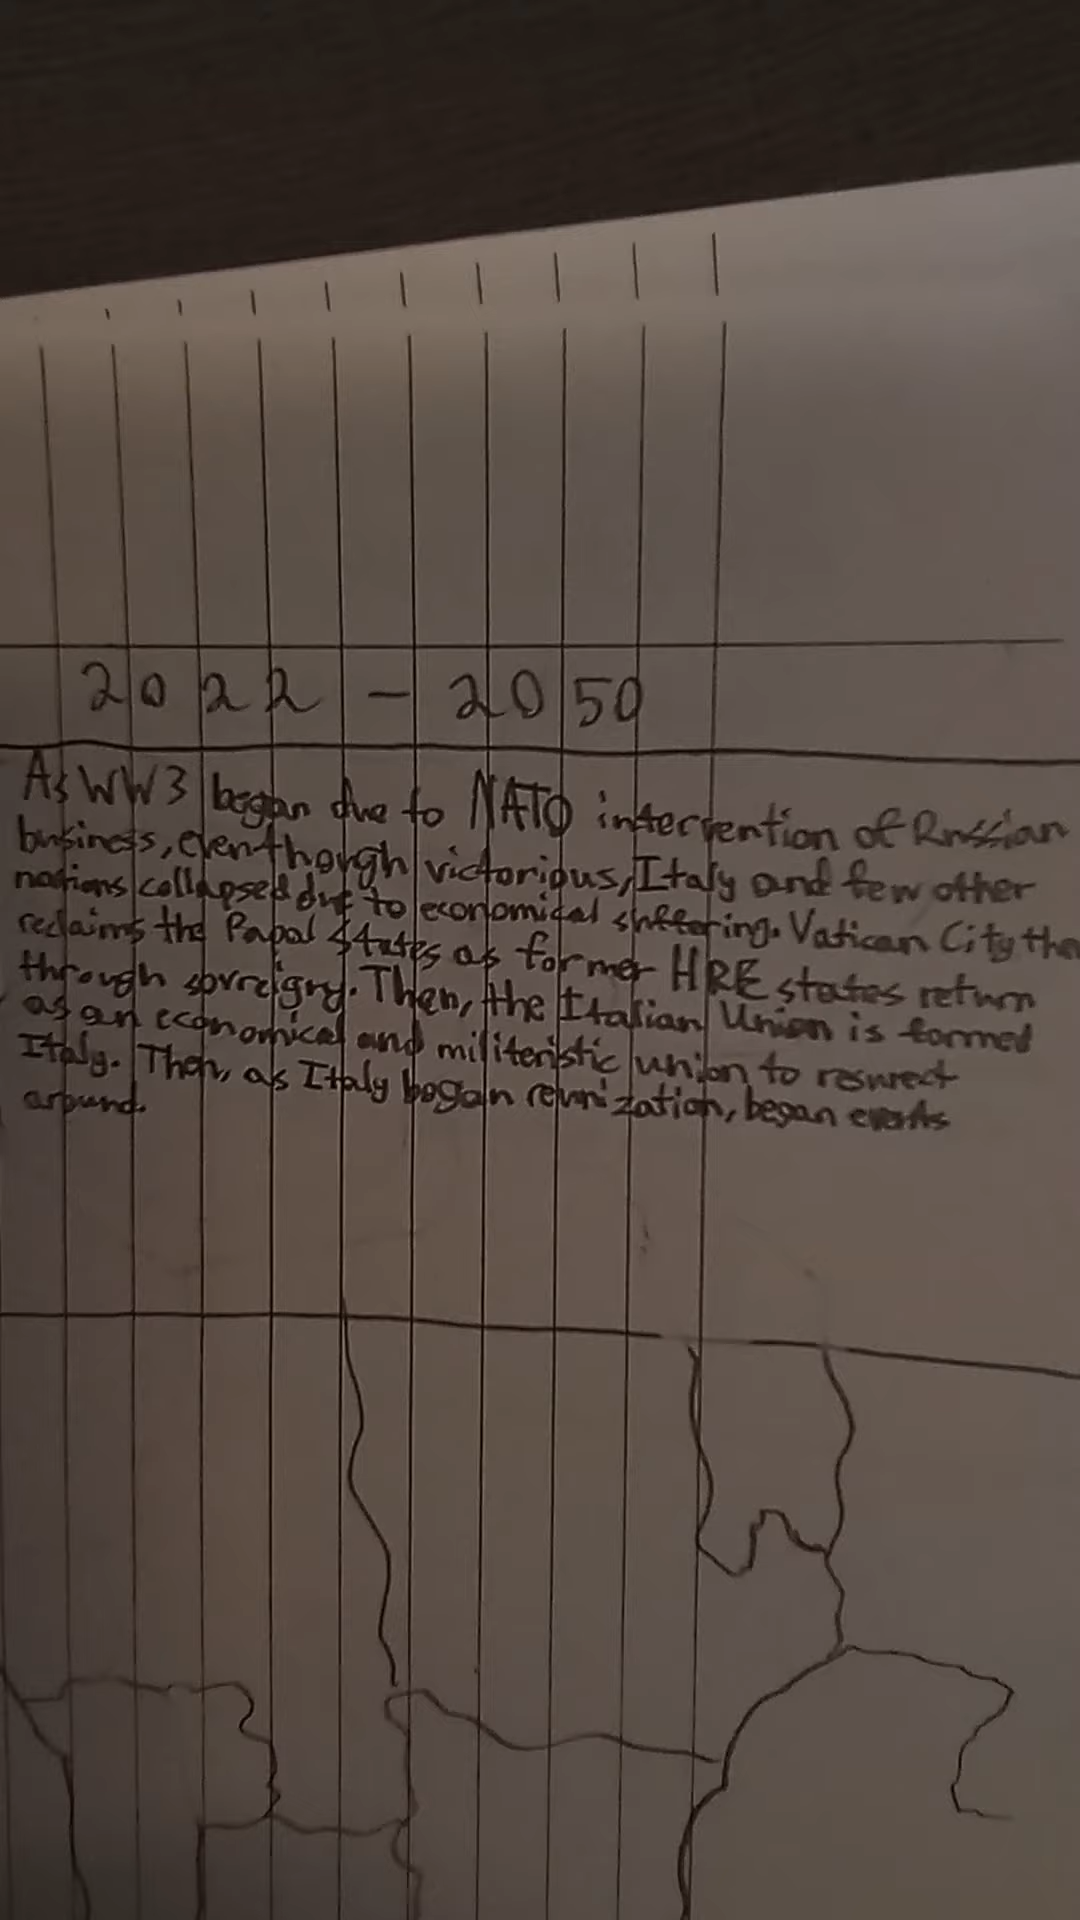 2022 - 2050
As WW3 began due to NATO intervention of Russian
business, eventhough victorious, Italy and few other
nations collapsed due to economical suffering. Vatican City then
reclaims the Papal States as former HRE states return
through sovreigny. Then, the Italian Union is formed
as an economical and militeristic union to resurect
Italy. Then, as Italy began reunization, began events
around.